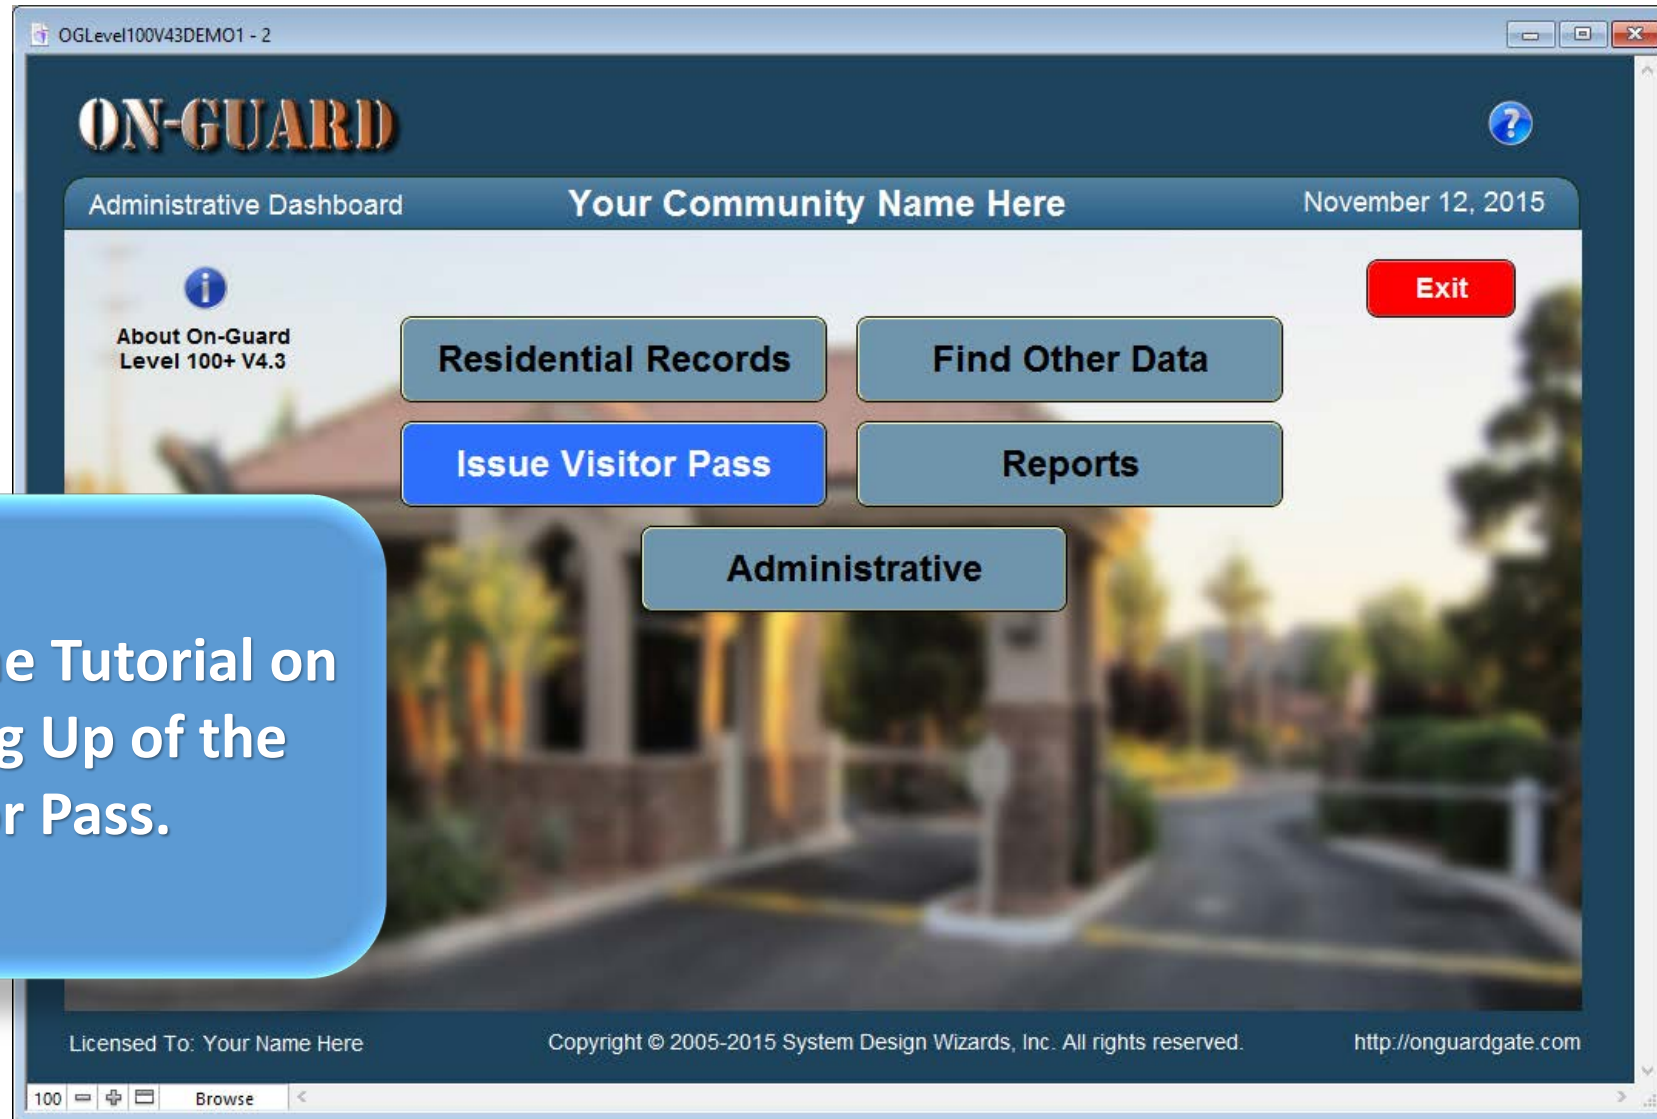 OGLevel100V43DEMO1 - 2
ON-GUARD
?
Administrative Dashboard
Your Community Name Here
November 12, 2015
i
About On-Guard
Level 100+ V4.3
Exit
Residential Records
Find Other Data
Issue Visitor Pass
Reports
Administrative
Tutorial on
Up of the
Pass.
Licensed To: Your Name Here
Copyright © 2005-2015 System Design Wizards, Inc. All rights reserved.
http://onguardgate.com
100
Browse